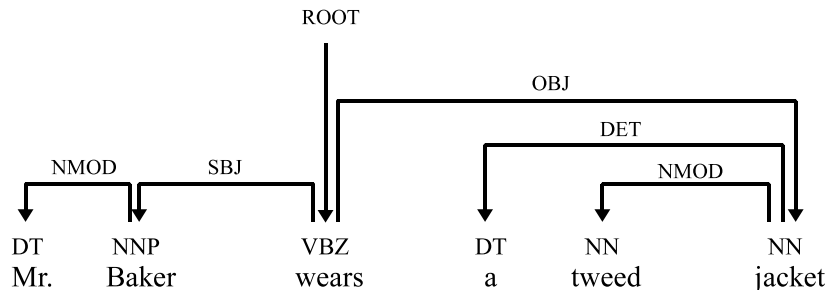 ROOT
OBJ
DET
NMOD SBJ NMOD
DT NNP VBZ DT NN NN
Mr. Baker wears a tweed jacket